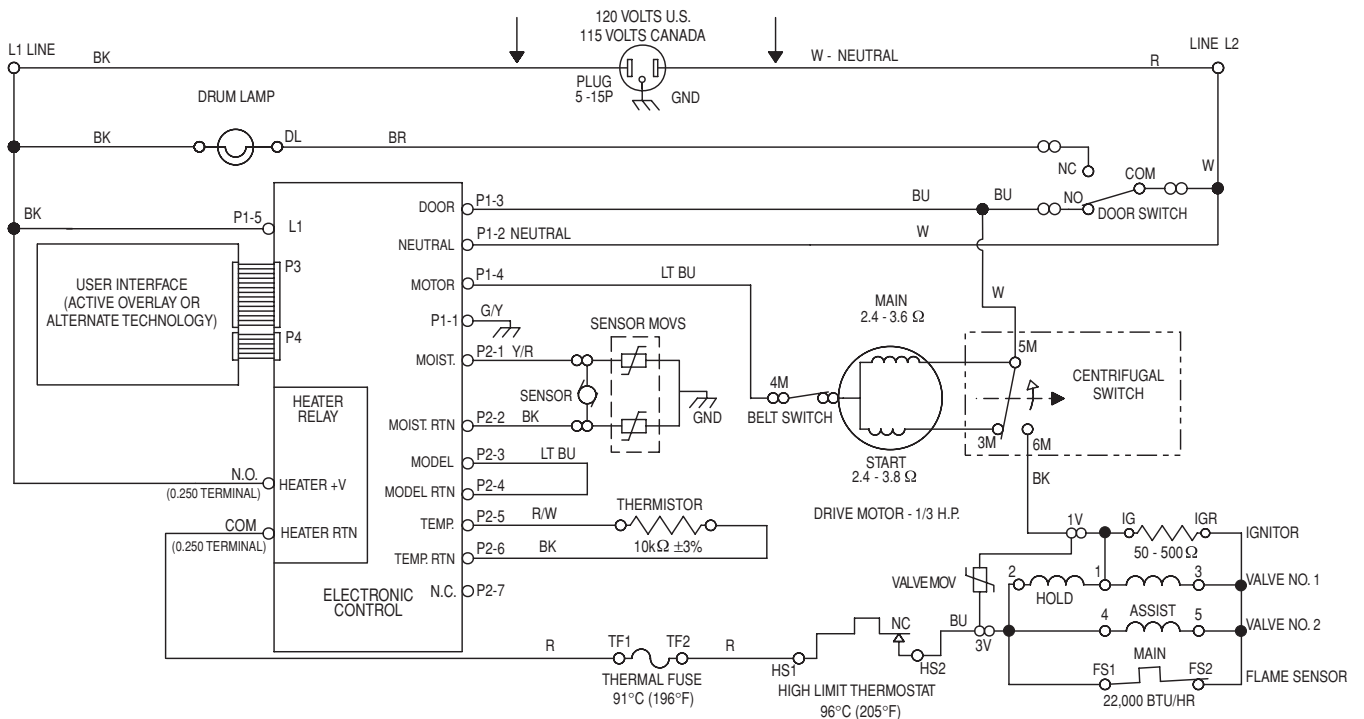 120 VOLTS U.S.
115 VOLTS CANADA
L1 LINE
BK
PLUG
5 -15P
GND
W - NEUTRAL
R
LINE L2
DRUM LAMP
BK
DL
BR
NC
COM
W
NO
DOOR SWITCH
BK
P1-5
L1
DOOR
P1-3
BU
BU
NEUTRAL
P1-2 NEUTRAL
W
P3
P4
USER INTERFACE
(ACTIVE OVERLAY OR
ALTERNATE TECHNOLOGY)
MOTOR
P1-4
LT BU
P1-1
G/Y
MOIST.
P2-1 Y/R
SENSOR MOVS
SENSOR
GND
MOIST. RTN
P2-2
BK
MODEL
P2-3
LT BU
MODEL RTN
P2-4
TEMP.
P2-5
R/W
THERMISTOR
10kΩ ±3%
TEMP. RTN
P2-6
BK
N.C.
P2-7
HEATER
RELAY
N.O.
(0.250 TERMINAL)
HEATER +V
COM
(0.250 TERMINAL)
HEATER RTN
ELECTRONIC
CONTROL
MAIN
2.4 - 3.6 Ω
4M
BELT SWITCH
START
2.4 - 3.8 Ω
DRIVE MOTOR - 1/3 H.P.
W
5M
3M
6M
CENTRIFUGAL
SWITCH
BK
1V
IG
IGR
IGNITOR
50 - 500 Ω
VALVE MOV
2
HOLD
1
3
VALVE NO. 1
4
ASSIST
5
VALVE NO. 2
MAIN
FS1
FS2
22,000 BTU/HR
FLAME SENSOR
R
TF1
TF2
R
THERMAL FUSE
91°C (196°F)
HS1
NC
HS2
BU
3V
HIGH LIMIT THERMOSTAT
96°C (205°F)